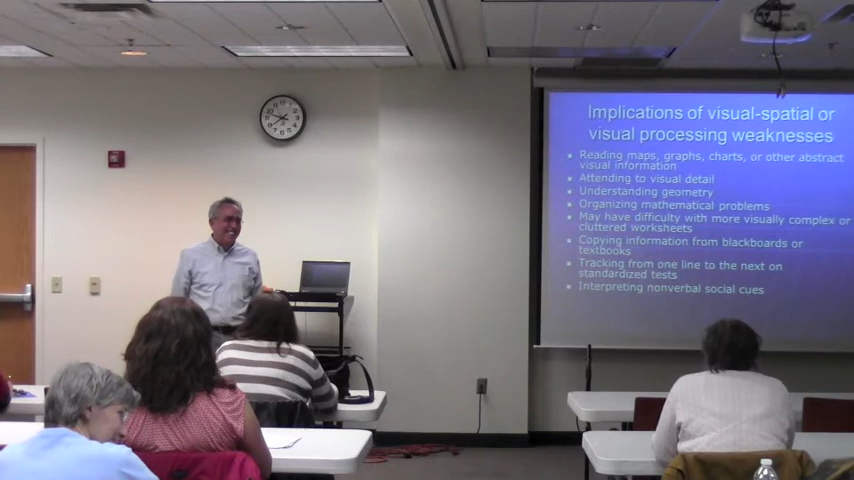 Implications of visual-spatial or
visual processing weaknesses
Reading maps, graphs, charts, or other abstract
visual information
Attending to visual detail
Understanding geometry
Organizing mathematical problems
May have difficulty with more visually complex or
cluttered worksheets
Copying information from blackboards or
textbooks
Tracking from one line to the next on
standardized tests
Interpreting nonverbal social cues